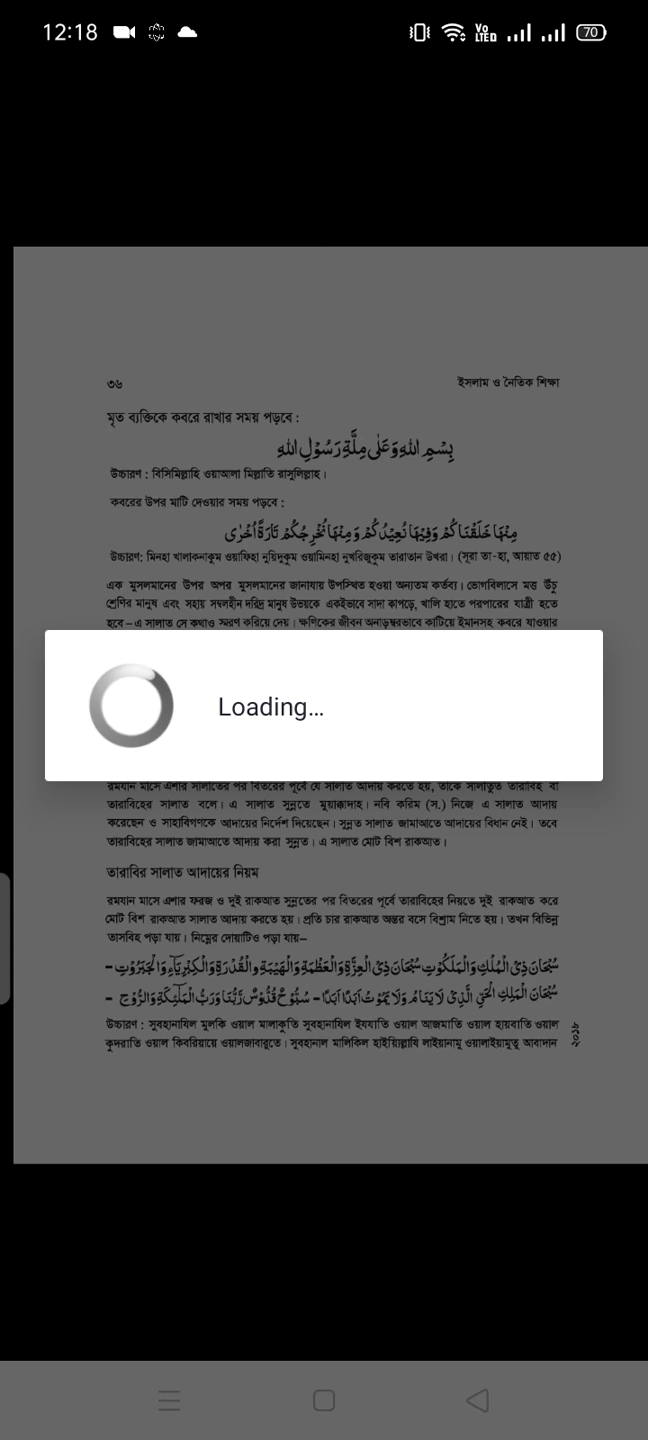 12:18
Vo LTE 70
৩৬ ইসলাম ও নৈতিক শিক্ষা
মৃত ব্যক্তিকে কবরে রাখার সময় পড়বে :
بِسْمِ اللهِ وَعَلٰى مِلَّةِ رَسُوْلِ اللهِ
উচ্চারণ : বিসিমিল্লাহি ওয়াআলা মিল্লাতি রাসুলিল্লাহ।
কবরের উপর মাটি দেওয়ার সময় পড়বে :
مِنْهَا خَلَقْنَاكُمْ وَفِيْهَا نُعِيْدُكُمْ وَمِنْهَا نُخْرِجُكُمْ تَارَةً اُخْرٰى
উচ্চারণ: মিনহা খালাকনাকুম ওয়াফিহা নুয়িদুকুম ওয়ামিনহা নুখরিজুকুম তারাতান উখরা। (সূরা তা-হা, আয়াত ৫৫)
এক মুসলমানের উপর অপর মুসলমানের জানাযায় উপস্থিত হওয়া অন্যতম কর্তব্য। ভোগবিলাসে মত্ত উঁচু
শ্রেণির মানুষ এবং সহায় সম্বলহীন দরিদ্র মানুষ উভয়কে একইভাবে সাদা কাপড়ে, খালি হাতে পরপারের যাত্রী হতে
হবে – এ সালাত সে কথাও স্মরণ করিয়ে দেয়। ক্ষণিকের জীবন অনাড়ম্বরভাবে কাটিয়ে ইমানসহ কবরে যাওয়ার
Loading...
রমযান মাসে এশার সালাতের পর বিতরের পূর্বে যে সালাত আদায় করতে হয়, তাকে সালাতুত তারাবিহ বা
তারাবিহের সালাত বলে। এ সালাত সুন্নতে মুয়াক্কাদাহ। নবি করিম (স.) নিজে এ সালাত আদায়
করেছেন ও সাহাবিগণকে আদায়ের নির্দেশ দিয়েছেন। সুন্নত সালাত জামাআতে আদায়ের বিধান নেই। তবে
তারাবিহের সালাত জামাআতে আদায় করা সুন্নত। এ সালাত মোট বিশ রাকআত।
তারাবির সালাত আদায়ের নিয়ম
রমযান মাসে এশার ফরজ ও দুই রাকআত সুন্নতের পর বিতরের পূর্বে তারাবিহের নিয়তে দুই রাকআত করে
মোট বিশ রাকআত সালাত আদায় করতে হয়। প্রতি চার রাকআত অন্তর বসে বিশ্রাম নিতে হয়। তখন বিভিন্ন
তাসবিহ পড়া যায়। নিম্নের দোয়াটিও পড়া যায়–
سُبْحَانَ ذِى الْمُلْكِ وَالْمَلَكُوْتِ سُبْحَانَ ذِى الْعِزَّةِ وَالْعَظْمَةِ وَالْهَيْبَةِ وَالْقُدْرَةِ وَالْكِبْرِيَآءِ وَالْجَبَرُوْتِ -
سُبْحَانَ الْمَلِكِ الْحَىِّ الَّذِىْ لَا يَنَامُ وَلَا يَمُوْتُ اَبَدًا اَبَدًا - سُبُّوْحٌ قُدُّوْسٌ رَبُّنَا وَرَبُّ الْمَلٰئِكَةِ وَالرُّوْحِ -
উচ্চারণ : সুবহানাযিল মুলকি ওয়াল মালাকুতি সুবহানাযিল ইযযাতি ওয়াল আজমাতি ওয়াল হায়বাতি ওয়াল
কুদরাতি ওয়াল কিবরিয়ায়ে ওয়ালজাবারুতে। সুবহানাল মালিকিল হাইয়িাল্লাযি লাইয়ানামু ওয়ালাইয়ামুতু আবাদান
২০১৮